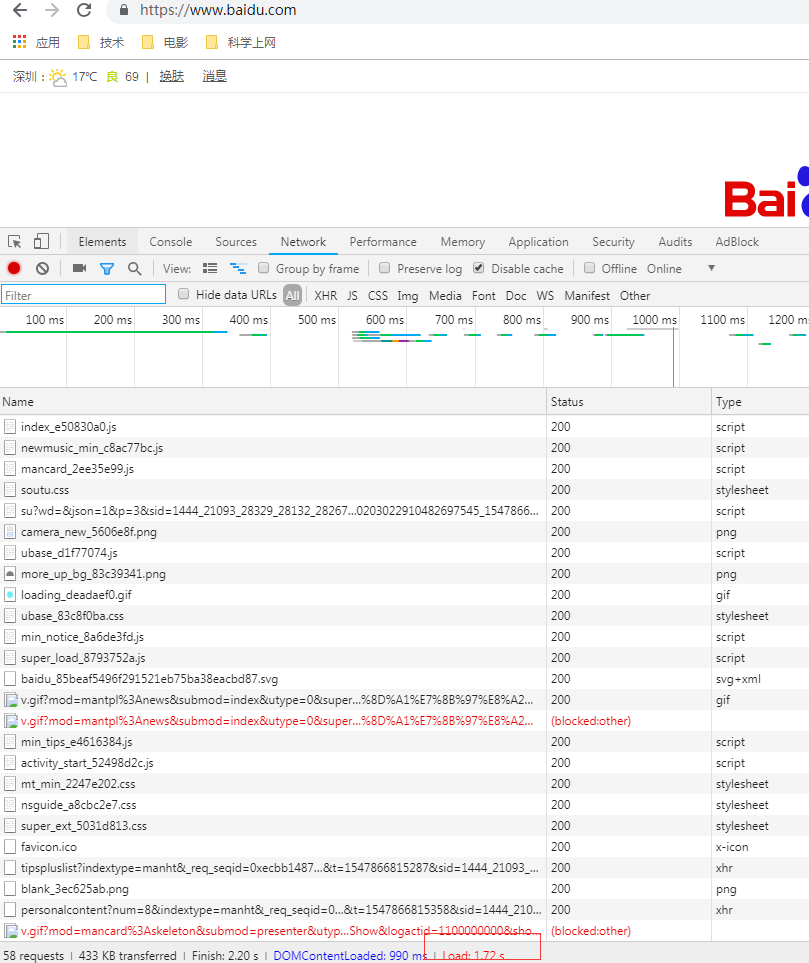 https://www.baidu.com
应用 技术 电影 科学上网
深圳 : 17℃ 良 69 | 换肤 消息
Bai
Elements Console Sources Network Performance Memory Application Security Audits AdBlock
View: Group by frame Preserve log Disable cache Offline Online
Filter Hide data URLs All XHR JS CSS Img Media Font Doc WS Manifest Other
100 ms 200 ms 300 ms 400 ms 500 ms 600 ms 700 ms 800 ms 900 ms 1000 ms 1100 ms 1200 m
Name Status Type
index_e50830a0.js 200 script
newmusic_min_c8ac77bc.js 200 script
mancard_2ee35e99.js 200 script
soutu.css 200 stylesheet
su?wd=&json=1&p=3&sid=1444_21093_28329_28132_28267...0203022910482697545_1547866... 200 script
camera_new_5606e8f.png 200 png
ubase_d1f77074.js 200 script
more_up_bg_83c39341.png 200 png
loading_deadaef0.gif 200 gif
ubase_83c8f0ba.css 200 stylesheet
min_notice_8a6de3fd.js 200 script
super_load_8793752a.js 200 script
baidu_85beaf5496f291521eb75ba38eacbd87.svg 200 svg+xml
v.gif?mod=mantpl%3Anews&submod=index&utype=0&super...%8D%A1%E7%8B%97%E8%A2... 200 gif
v.gif?mod=mantpl%3Anews&submod=index&utype=0&super...%8D%A1%E7%8B%97%E8%A2... (blocked:other)
min_tips_e4616384.js 200 script
activity_start_52498d2c.js 200 script
mt_min_2247e202.css 200 stylesheet
nsguide_a8cbc2e7.css 200 stylesheet
super_ext_5031d813.css 200 stylesheet
favicon.ico 200 x-icon
tipspluslist?indextype=manht&_req_seqid=0xecbb1487...&t=1547866815287&sid=1444_21093_... 200 xhr
blank_3ec625ab.png 200 png
personalcontent?num=8&indextype=manht&_req_seqid=0...&t=1547866815358&sid=1444_210... 200 xhr
v.gif?mod=mancard%3Askeleton&submod=presenter&utyp...Show&logactid=1100000000&sho... (blocked:other)
58 requests | 433 KB transferred | Finish: 2.20 s | DOMContentLoaded: 990 ms | Load: 1.72 s